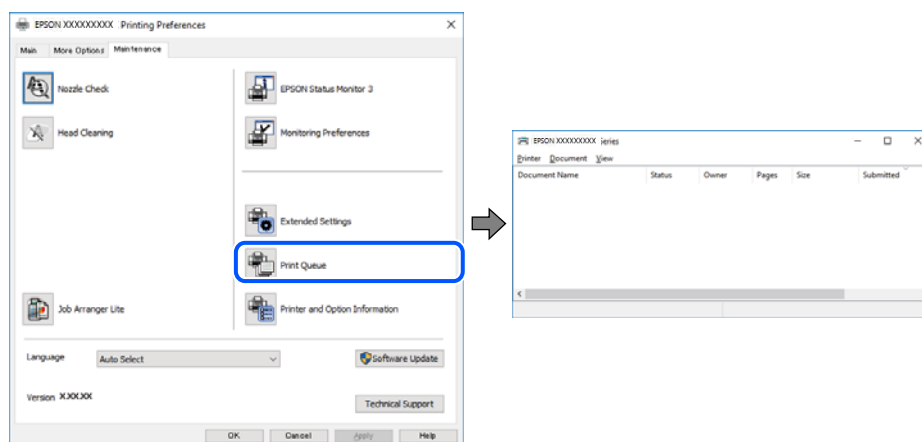 EPSON XXXXXXXXX Printing Preferences
Main More Options Maintenance
Nozzle Check
EPSON Status Monitor 3
Head Cleaning
Monitoring Preferences
Extended Settings
Print Queue
Job Arranger Lite
Printer and Option Information
Language Auto Select
Software Update
Version X.XX.XX
Technical Support
OK Cancel Apply Help
EPSON XXXXXXXXX ieries
Printer Document View
Document Name Status Owner Pages Size Submitted